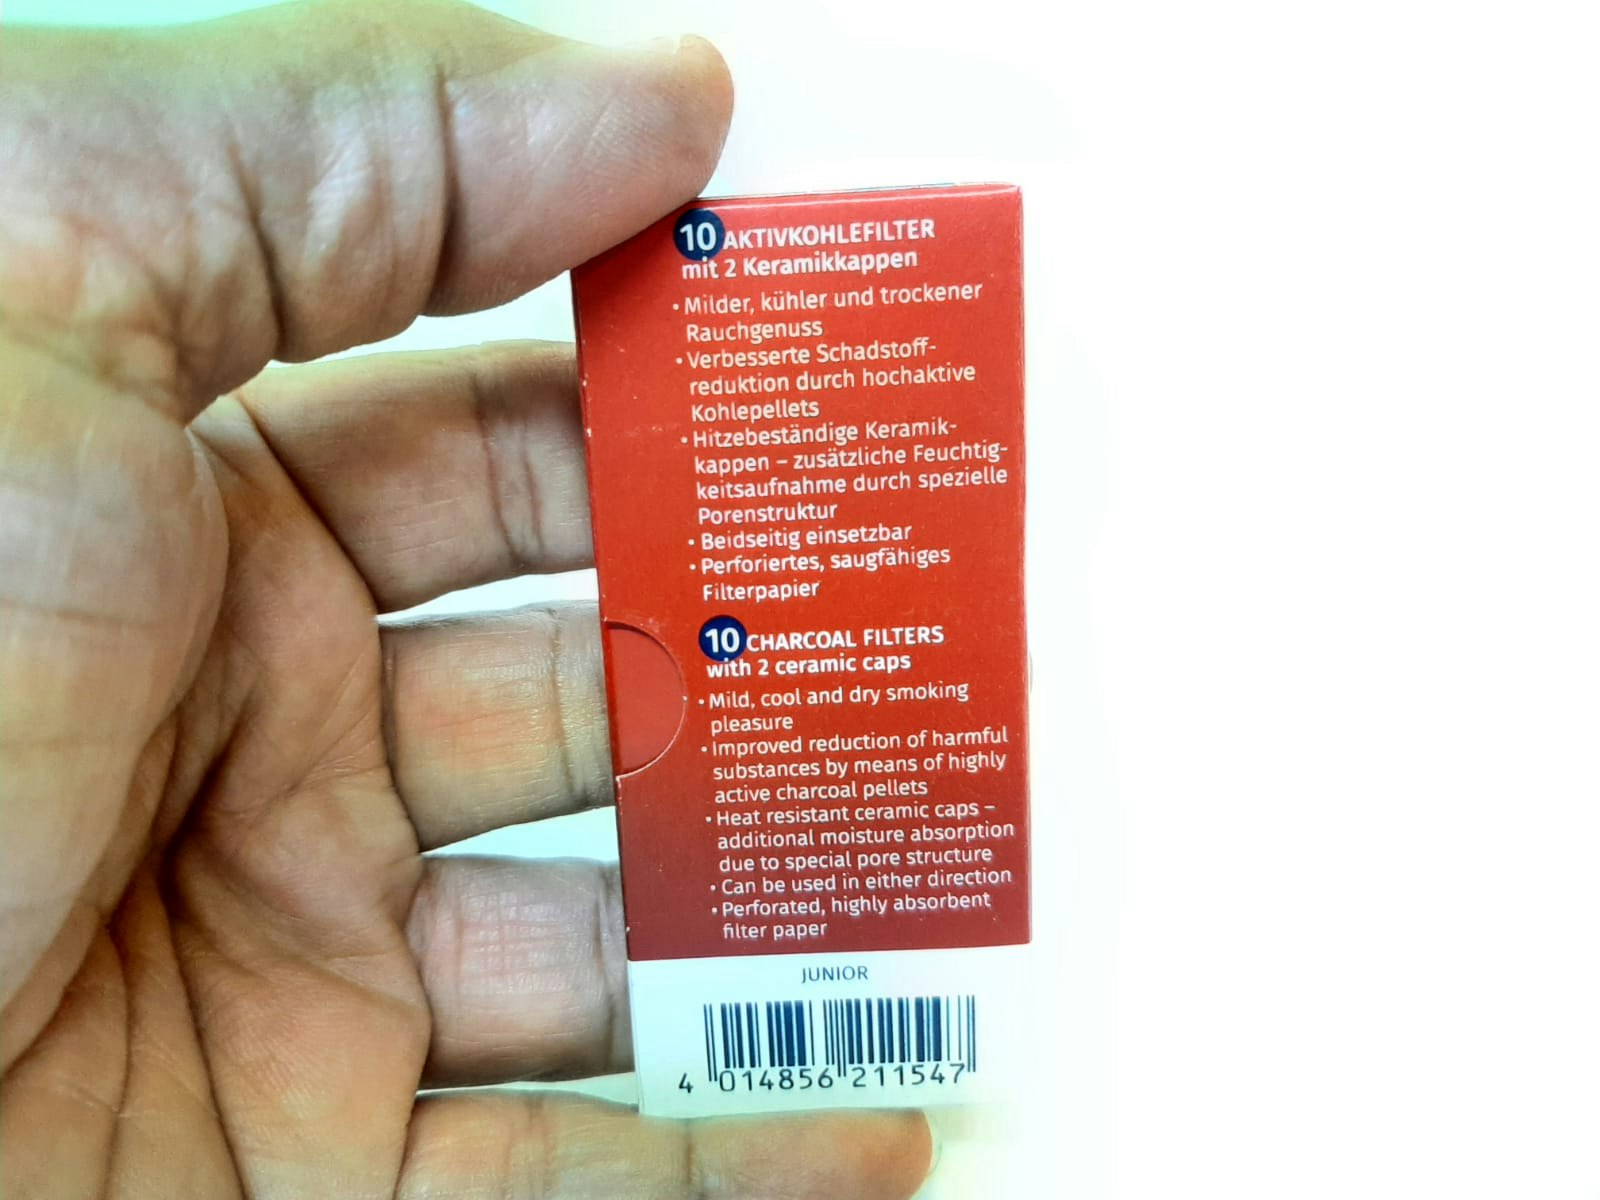 10 AKTIVKOHLEFILTER
mit 2 Keramikkappen
• Milder, kühler und trockener
Rauchgenuss
• Verbesserte Schadstoff-
reduktion durch hochaktive
Kohlepellets
• Hitzebeständige Keramik-
kappen – zusätzliche Feuchtig-
keitsaufnahme durch spezielle
Porenstruktur
• Beidseitig einsetzbar
• Perforiertes, saugfähiges
Filterpapier
10 CHARCOAL FILTERS
with 2 ceramic caps
• Mild, cool and dry smoking
pleasure
• Improved reduction of harmful
substances by means of highly
active charcoal pellets
• Heat resistant ceramic caps –
additional moisture absorption
due to special pore structure
• Can be used in either direction
• Perforated, highly absorbent
filter paper
JUNIOR
4 014856 211547